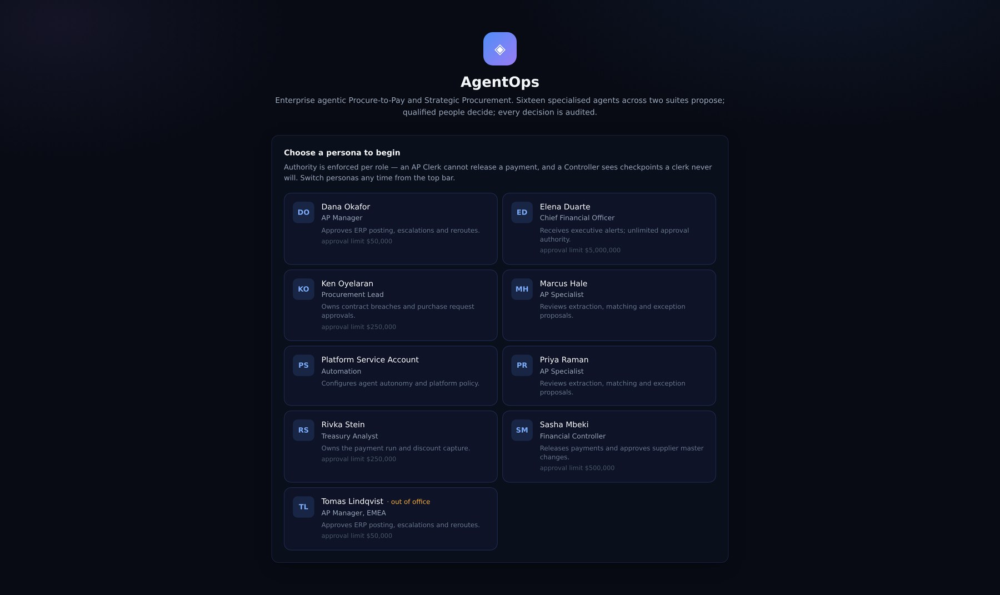 AgentOps
Enterprise agentic Procure-to-Pay and Strategic Procurement. Sixteen specialised agents across two suites propose;
qualified people decide; every decision is audited.
Choose a persona to begin
Authority is enforced per role — an AP Clerk cannot release a payment, and a Controller sees checkpoints a clerk never
will. Switch personas any time from the top bar.
DO
Dana Okafor
AP Manager
Approves ERP posting, escalations and reroutes.
approval limit $50,000
ED
Elena Duarte
Chief Financial Officer
Receives executive alerts; unlimited approval
authority.
approval limit $5,000,000
KO
Ken Oyelaran
Procurement Lead
Owns contract breaches and purchase request
approvals.
approval limit $250,000
MH
Marcus Hale
AP Specialist
Reviews extraction, matching and exception
proposals.
PS
Platform Service Account
Automation
Configures agent autonomy and platform policy.
PR
Priya Raman
AP Specialist
Reviews extraction, matching and exception
proposals.
RS
Rivka Stein
Treasury Analyst
Owns the payment run and discount capture.
approval limit $250,000
SM
Sasha Mbeki
Financial Controller
Releases payments and approves supplier master
changes.
approval limit $500,000
TL
Tomas Lindqvist · out of office
AP Manager, EMEA
Approves ERP posting, escalations and reroutes.
approval limit $50,000